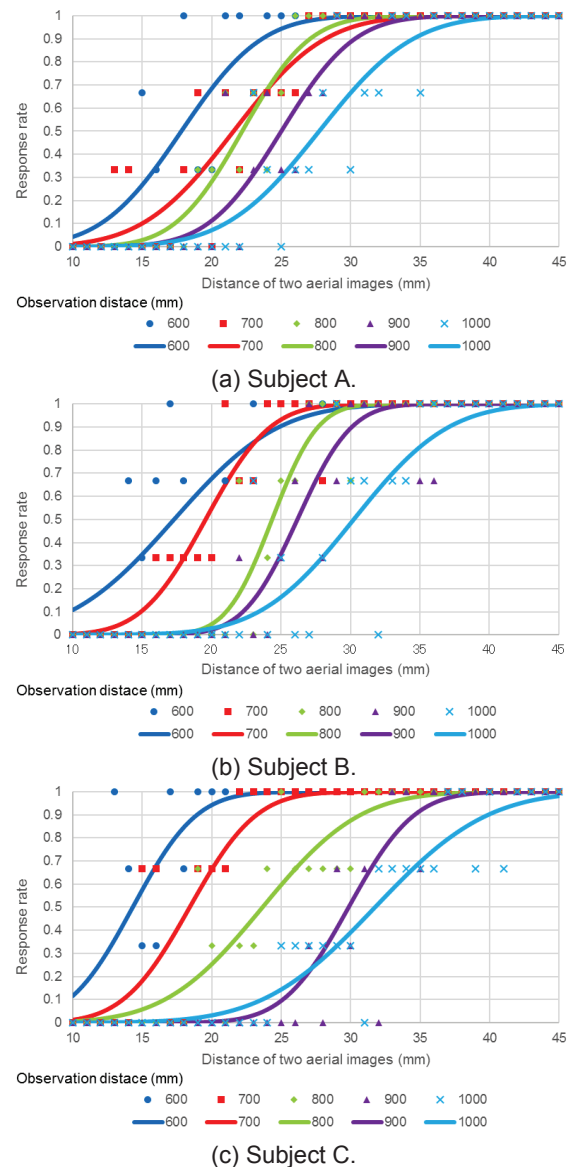 1
0.9
0.8
0.7
0.6
0.5
0.4
0.3
0.2
0.1
0
Response rate
10 15 20 25 30 35 40 45
Distance of two aerial images (mm)
Observation distace (mm)
600 700 800 900 1000
600 700 800 900 1000
(a) Subject A.
1
0.9
0.8
0.7
0.6
0.5
0.4
0.3
0.2
0.1
0
Response rate
10 15 20 25 30 35 40 45
Distance of two aerial images (mm)
Observation distace (mm)
600 700 800 900 1000
600 700 800 900 1000
(b) Subject B.
1
0.9
0.8
0.7
0.6
0.5
0.4
0.3
0.2
0.1
0
Response rate
10 15 20 25 30 35 40 45
Distance of two aerial images (mm)
Observation distace (mm)
600 700 800 900 1000
600 700 800 900 1000
(c) Subject C.